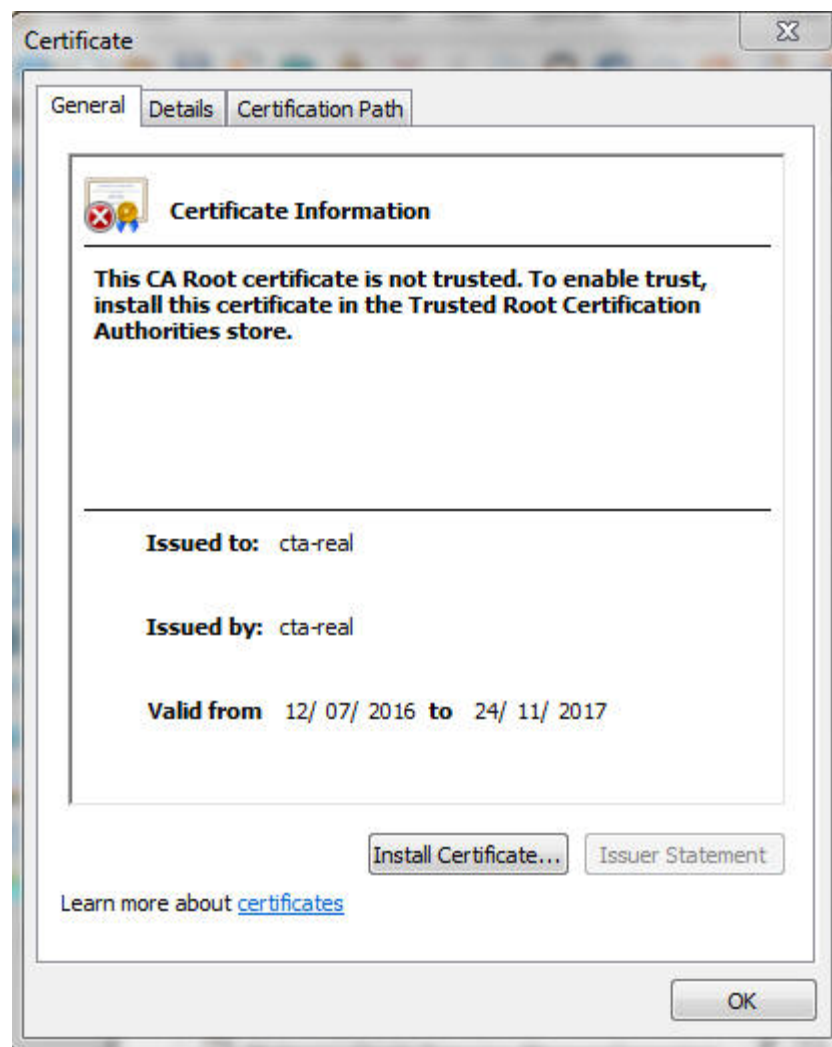 Certificate
General Details Certification Path
Certificate Information
This CA Root certificate is not trusted. To enable trust,
install this certificate in the Trusted Root Certification
Authorities store.
Issued to: cta-real
Issued by: cta-real
Valid from 12/ 07/ 2016 to 24/ 11/ 2017
Install Certificate... Issuer Statement
Learn more about certificates
OK